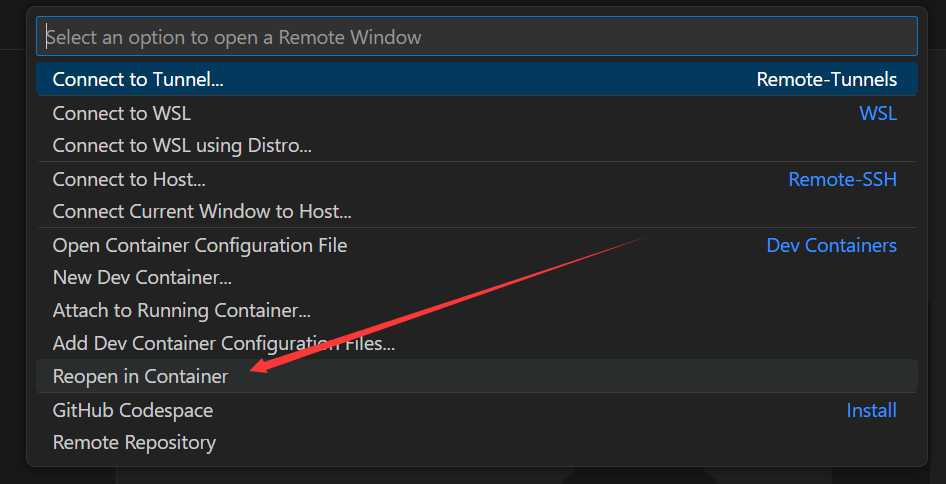 Select an option to open a Remote Window
Connect to Tunnel... Remote-Tunnels
Connect to WSL WSL
Connect to WSL using Distro...
Connect to Host... Remote-SSH
Connect Current Window to Host...
Open Container Configuration File Dev Containers
New Dev Container...
Attach to Running Container...
Add Dev Container Configuration Files...
Reopen in Container
GitHub Codespace Install
Remote Repository